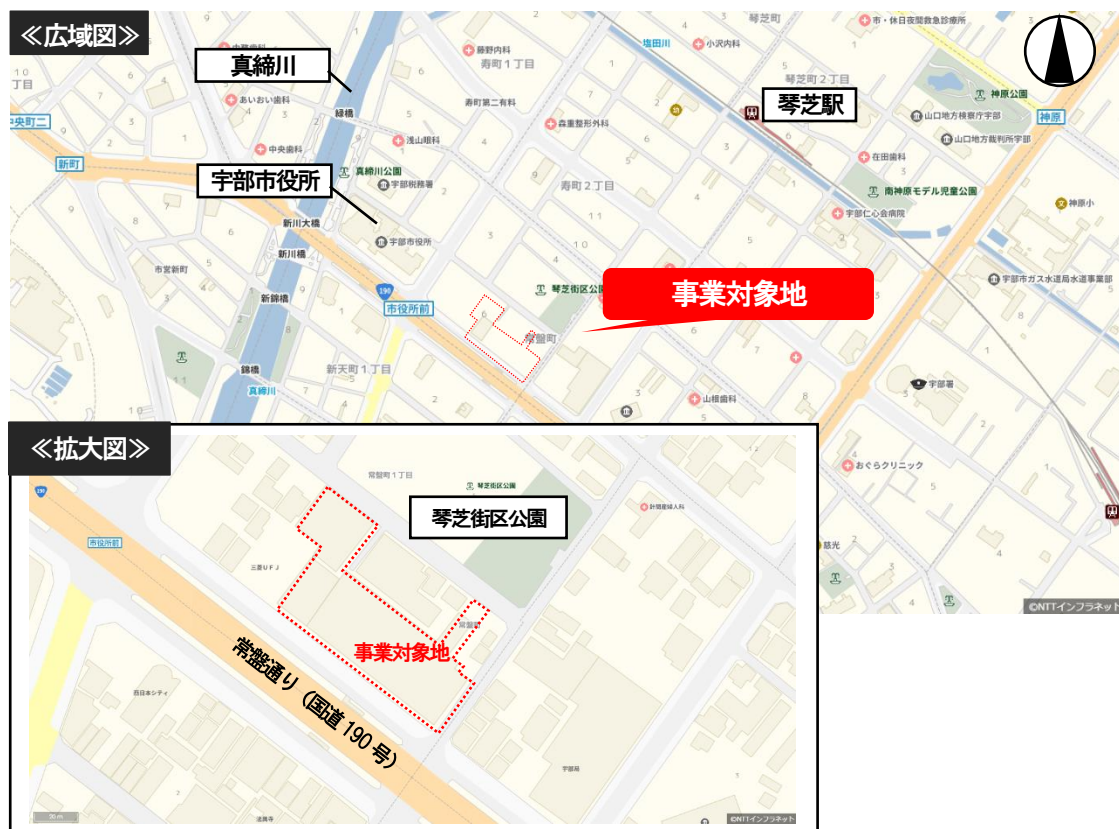 ≪広域図≫
琴芝町
市・休日夜間救急診療所
藤野内科
塩田川
小沢内科
真締川
寿町1丁目
琴芝町2丁目
神原公園
丁目
あいおい歯科
寿町第二有料
琴芝駅
山口地方検察庁宇部
神原
中央町二
緑橋
森重整形外科
山口地方裁判所宇部
中央歯科
浅山眼科
新町
在田歯科
真締川公園
宇部税務署
寿町2丁目
南神原モデル児童公園
宇部市役所
神原小
新川大橋
宇部仁心会病院
宇部市役所
新川橋
市営新町
宇部市ガス水道局水道事業部
琴芝街区公園
事業対象地
190
新錦橋
市役所前
常盤町
錦橋
新天町1丁目
宇部署
真締川
山根歯科
≪拡大図≫
おぐらクリニック
常盤町1丁目
琴芝街区公園
190
琴芝街区公園
市役所前
三菱UFJ
慈光
常盤町
事業対象地
©NTTインフラネット
常盤通り（国道190号）
西日本シティ
宇部局
20m
©NTTインフラネット